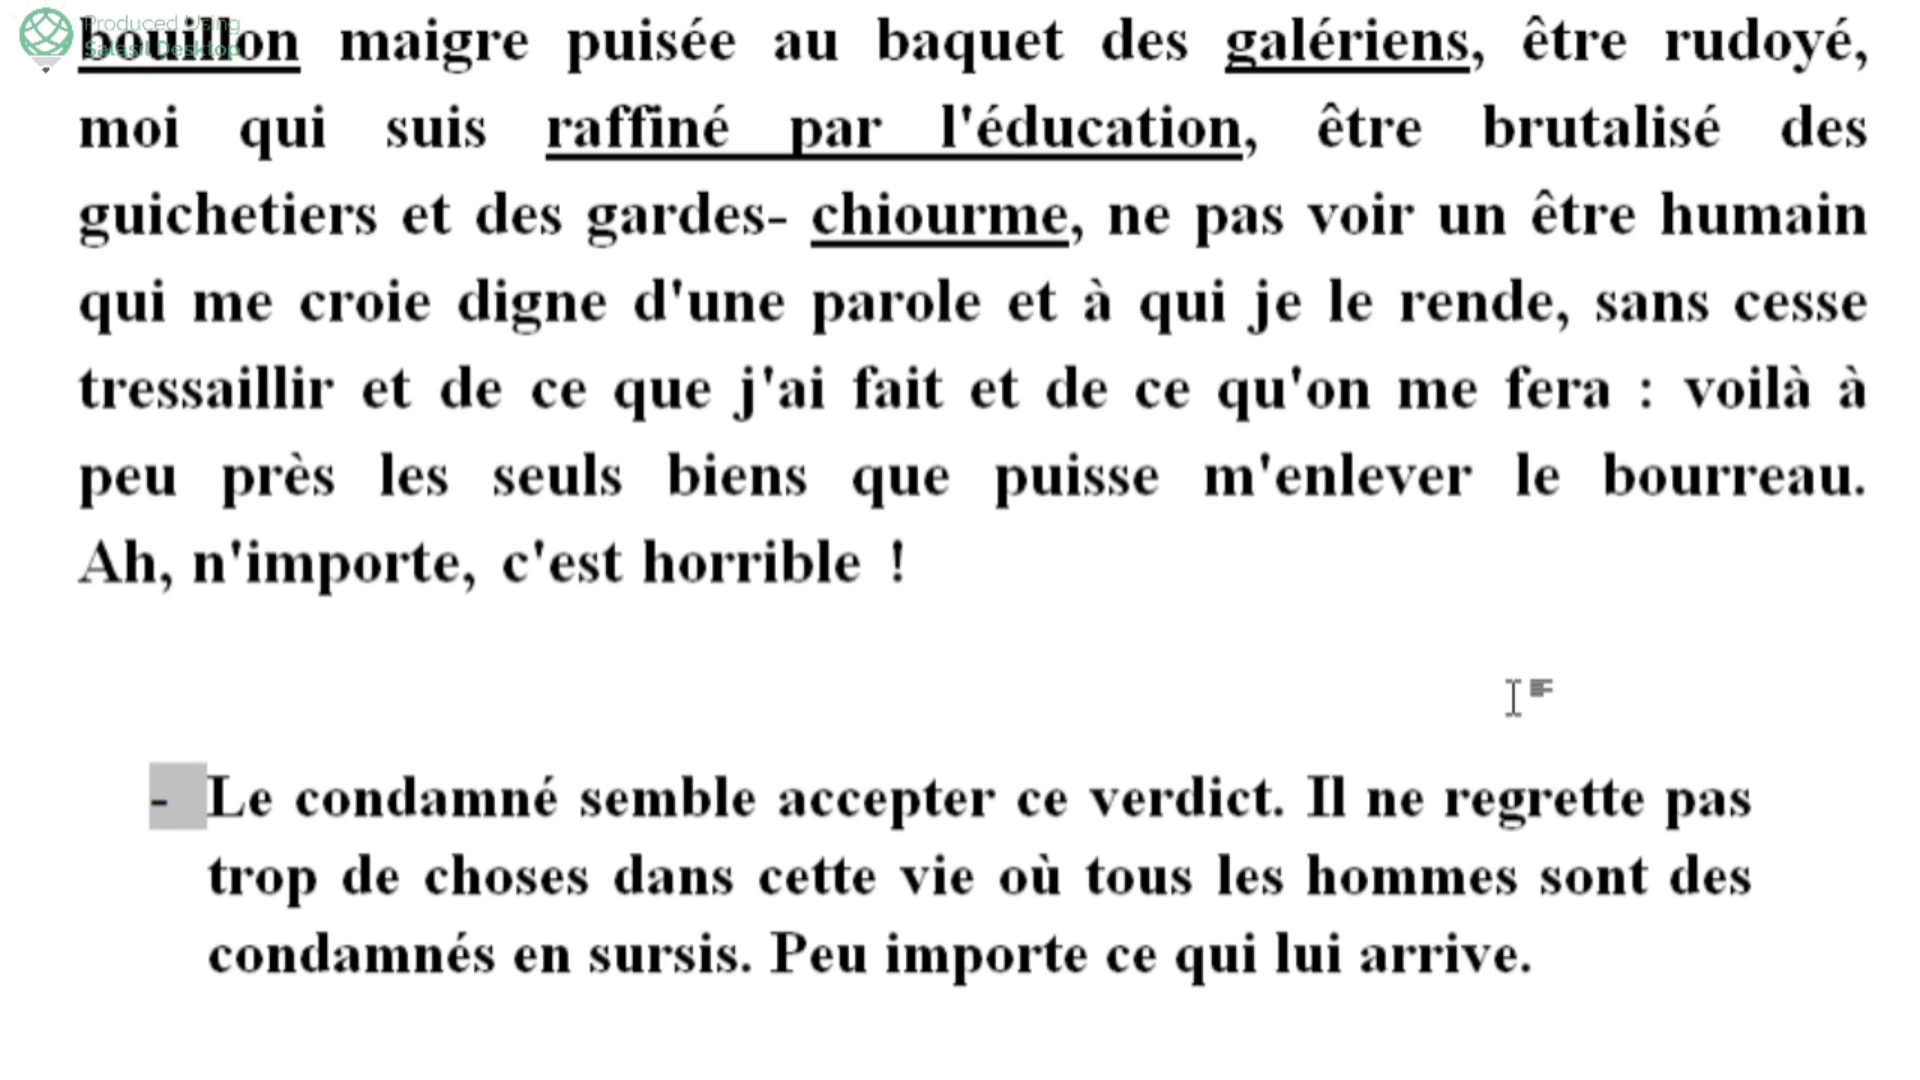 Produced Using
Salasil Desktop
bouillon maigre puisée au baquet des galériens, être rudoyé,
moi qui suis raffiné par l'éducation, être brutalisé des
guichetiers et des gardes- chiourme, ne pas voir un être humain
qui me croie digne d'une parole et à qui je le rende, sans cesse
tressaillir et de ce que j'ai fait et de ce qu'on me fera : voilà à
peu près les seuls biens que puisse m'enlever le bourreau.
Ah, n'importe, c'est horrible !
- Le condamné semble accepter ce verdict. Il ne regrette pas
trop de choses dans cette vie où tous les hommes sont des
condamnés en sursis. Peu importe ce qui lui arrive.